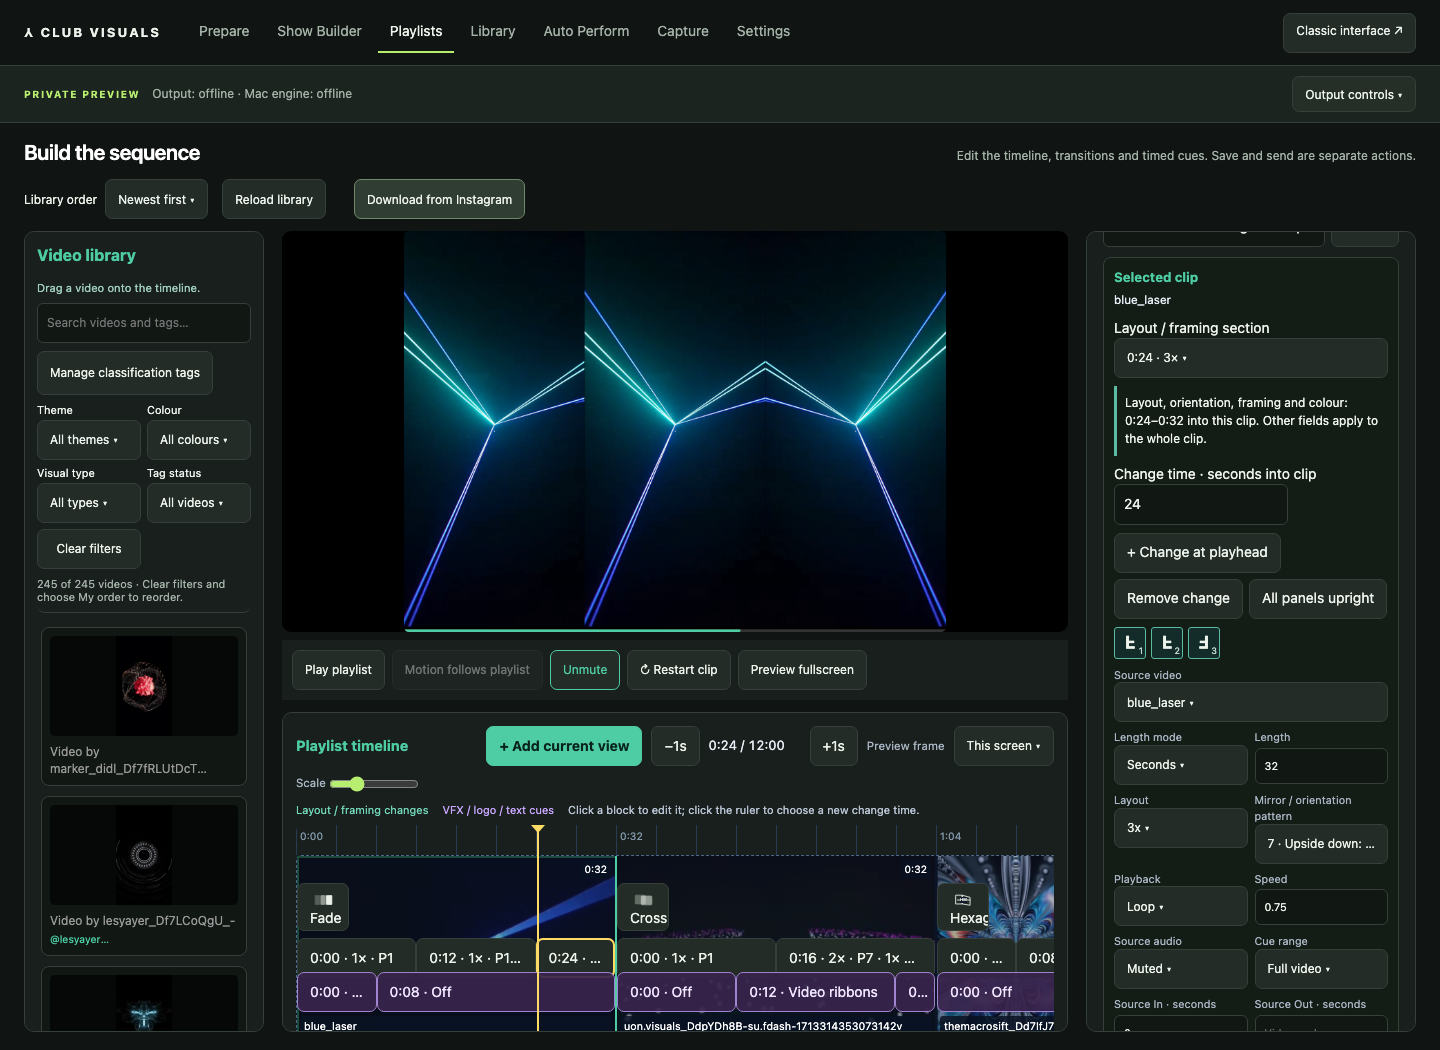 ⅄ CLUB VISUALS
Prepare
Show Builder
Playlists
Library
Auto Perform
Capture
Settings
Classic interface ↗
PRIVATE PREVIEW
Output: offline · Mac engine: offline
Output controls ▾
Build the sequence
Edit the timeline, transitions and timed cues. Save and send are separate actions.
Library order
Newest first ▾
Reload library
Download from Instagram
Video library
Drag a video onto the timeline.
Search videos and tags...
Manage classification tags
Theme
Colour
All themes ▾
All colours ▾
Visual type
Tag status
All types ▾
All videos ▾
Clear filters
245 of 245 videos · Clear filters and
choose My order to reorder.
Video by
marker_didl_Df7fRLUtDcT...
Video by lesyayer_Df7LCoQgU_-
@lesyayer...
Play playlist
Motion follows playlist
Unmute
↻ Restart clip
Preview fullscreen
Playlist timeline
+ Add current view
−1s
0:24 / 12:00
+1s
Preview frame
This screen ▾
Scale
Layout / framing changes
VFX / logo / text cues
Click a block to edit it; click the ruler to choose a new change time.
0:00
0:32
1:04
0:32
0:32
Fade
Cross
Hexag
0:00 · 1× · P1
0:12 · 1× · P1...
0:24 · ...
0:00 · 1× · P1
0:16 · 2× · P7 · 1× ...
0:00 · ...
0:08
0:00 · ...
0:08 · Off
0:00 · Off
0:12 · Video ribbons
0...
0:00 · Off
blue_laser
uon.visuals_DdpYDh8B-su.fdash-1713314353073142v
themacrosift_Dd7lfJ7
Selected clip
blue_laser
Layout / framing section
0:24 · 3× ▾
Layout, orientation, framing and colour:
0:24–0:32 into this clip. Other fields apply to
the whole clip.
Change time · seconds into clip
24
+ Change at playhead
Remove change
All panels upright
1
2
3
Source video
blue_laser ▾
Length mode
Length
Seconds ▾
32
Layout
Mirror / orientation
pattern
3x ▾
7 · Upside down: ...
Playback
Speed
Loop ▾
0.75
Source audio
Cue range
Muted ▾
Full video ▾
Source In · seconds
Source Out · seconds